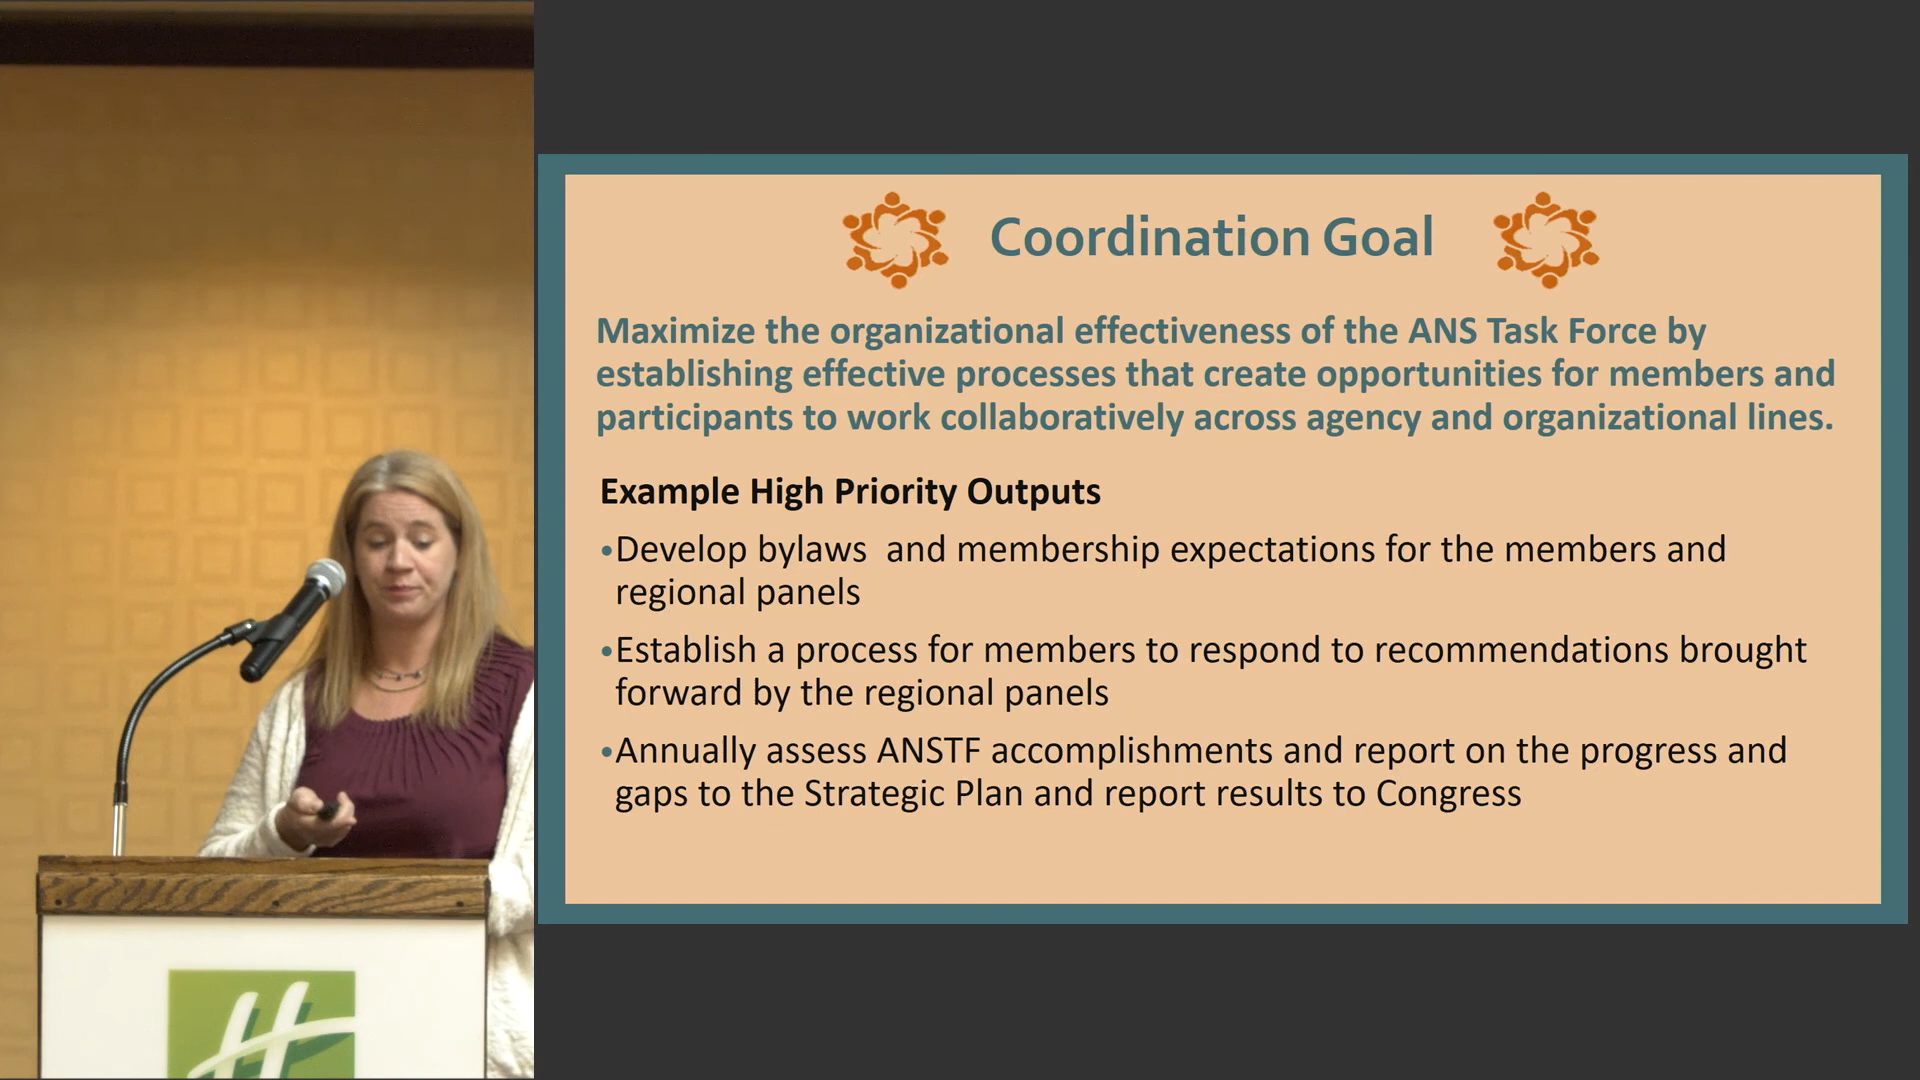 Coordination Goal
Maximize the organizational effectiveness of the ANS Task Force by
establishing effective processes that create opportunities for members and
participants to work collaboratively across agency and organizational lines.
Example High Priority Outputs
•Develop bylaws  and membership expectations for the members and
regional panels
•Establish a process for members to respond to recommendations brought
forward by the regional panels
•Annually assess ANSTF accomplishments and report on the progress and
gaps to the Strategic Plan and report results to Congress
H